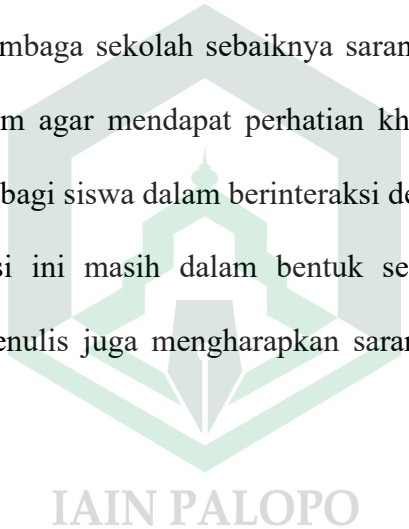 mbaga sekolah sebaiknya saran
m agar mendapat perhatian kh
bagi siswa dalam berinteraksi de
si ini masih dalam bentuk se
enulis juga mengharapkan saran
IAIN PALOPO